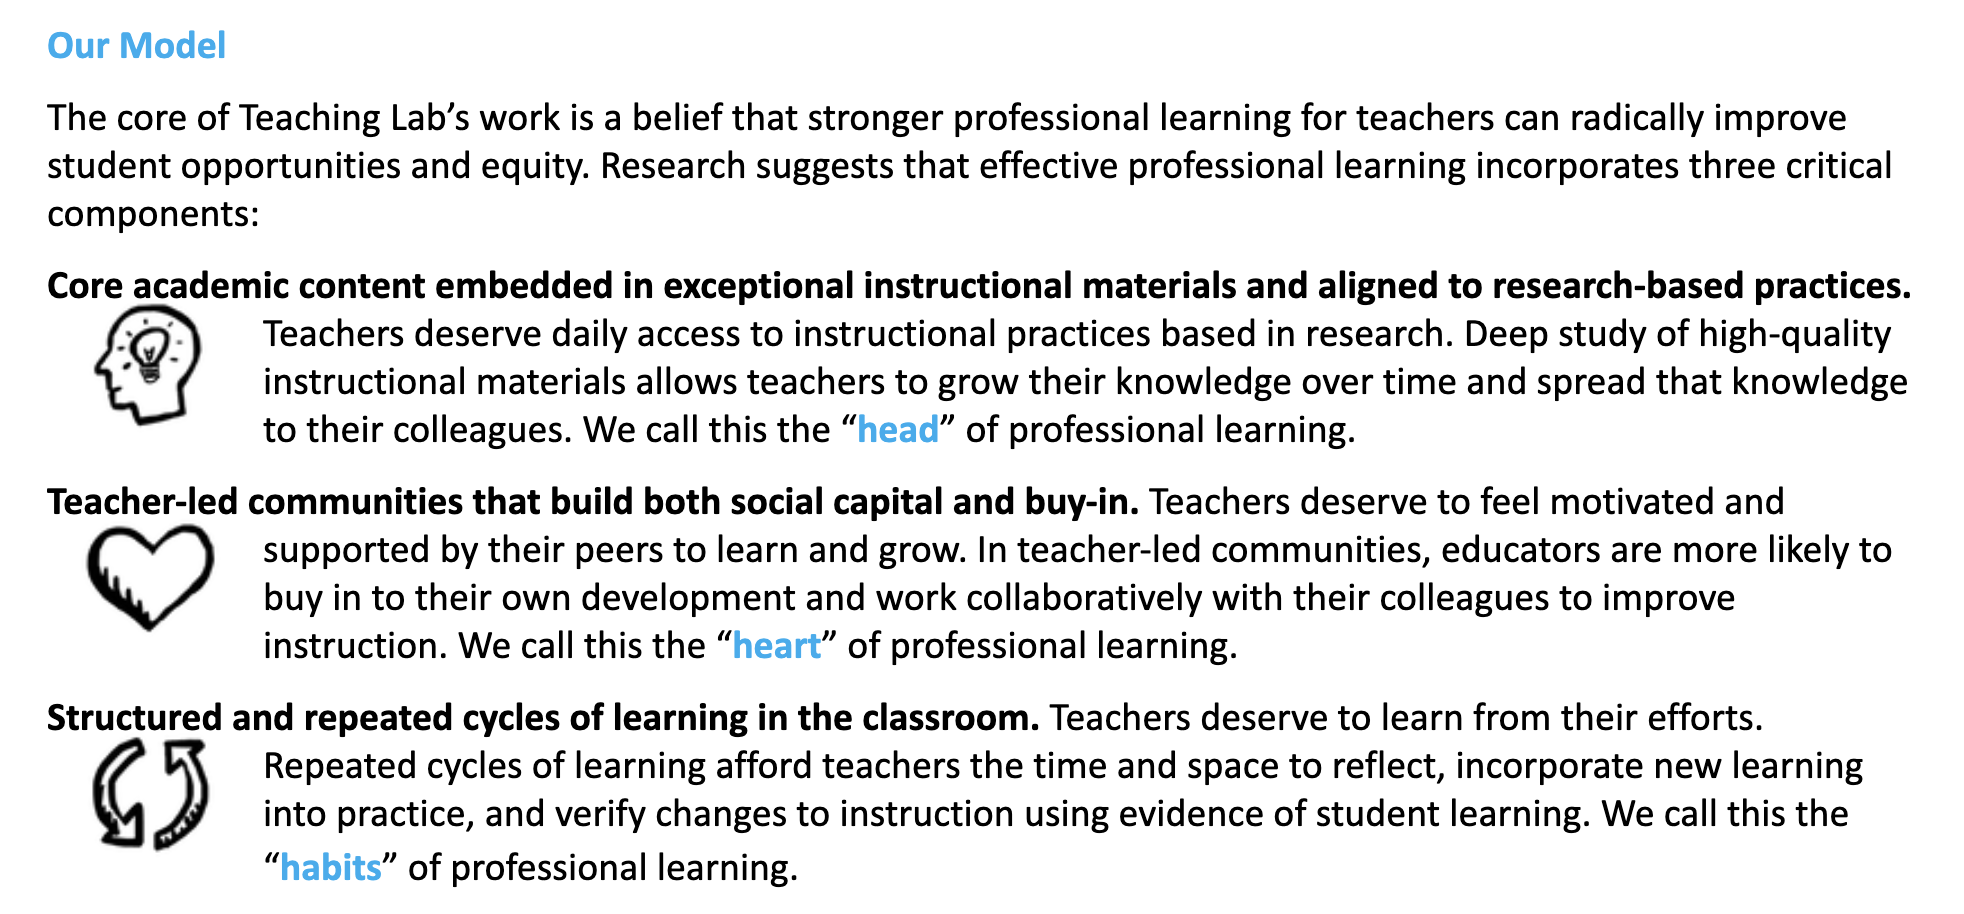 Our Model
The core of Teaching Lab’s work is a belief that stronger professional learning for teachers can radically improve
student opportunities and equity. Research suggests that effective professional learning incorporates three critical
components:
Core academic content embedded in exceptional instructional materials and aligned to research-based practices.
Teachers deserve daily access to instructional practices based in research. Deep study of high-quality
instructional materials allows teachers to grow their knowledge over time and spread that knowledge
to their colleagues. We call this the “head” of professional learning.
Teacher-led communities that build both social capital and buy-in. Teachers deserve to feel motivated and
supported by their peers to learn and grow. In teacher-led communities, educators are more likely to
buy in to their own development and work collaboratively with their colleagues to improve
instruction. We call this the “heart” of professional learning.
Structured and repeated cycles of learning in the classroom. Teachers deserve to learn from their efforts.
Repeated cycles of learning afford teachers the time and space to reflect, incorporate new learning
into practice, and verify changes to instruction using evidence of student learning. We call this the
“habits” of professional learning.